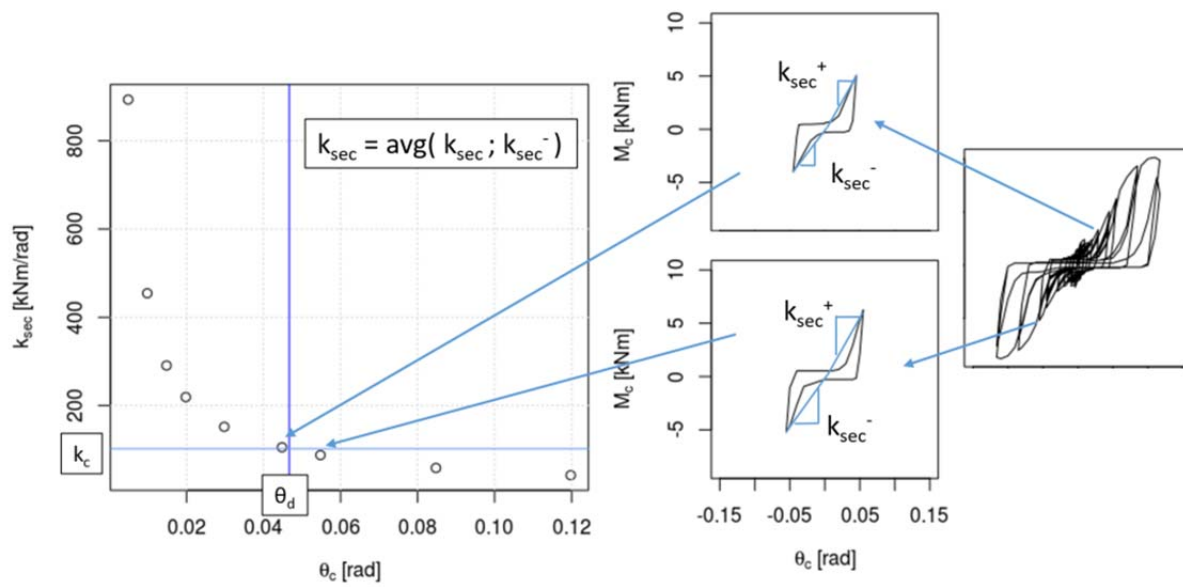 k_sec [kNm/rad]
800
600
400
200
k_c
k_sec = avg( k_sec ; k_sec^- )
θ_d
0.02
0.04
0.06
0.08
0.10
0.12
θ_c [rad]
M_c [kNm]
10
5
0
-5
k_sec^+
k_sec^-
M_c [kNm]
10
5
0
-5
k_sec^+
k_sec^-
-0.15
-0.05
0.05
0.15
θ_c [rad]